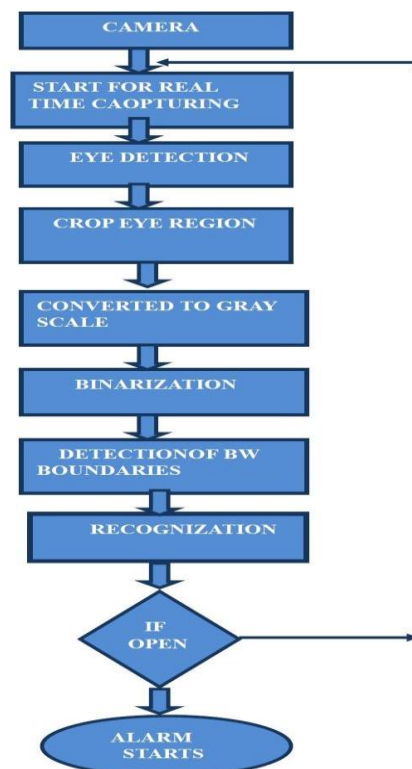 CAMERA
START FOR REAL
TIME CAOPTURING
EYE DETECTION
CROP EYE REGION
CONVERTED TO GRAY
SCALE
BINARIZATION
DETECTIONOF BW
BOUNDARIES
RECOGNIZATION
IF
OPEN
ALARM
STARTS